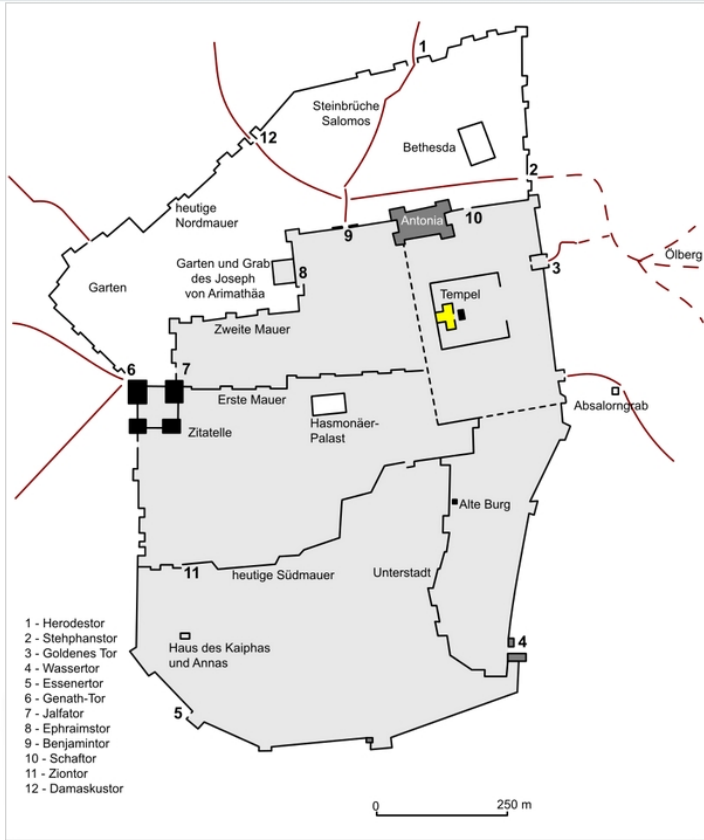 1
Steinbrüche
Salomos
12
Bethesda
2
heutige
Nordmauer
Antonia
10
9
Ölberg
Garten und Grab
des Joseph
von Arimathäa
8
3
Garten
Tempel
Zweite Mauer
6
7
Erste Mauer
Absalorngrab
Hasmonäer-
Palast
Zitatelle
Alte Burg
11
heutige Südmauer
Unterstadt
4
Haus des Kaiphas
und Annas
5
1 - Herodestor
2 - Stehphanstor
3 - Goldenes Tor
4 - Wassertor
5 - Essenertor
6 - Genath-Tor
7 - Jalfator
8 - Ephraimstor
9 - Benjamintor
10 - Schaftor
11 - Ziontor
12 - Damaskustor
0
250 m